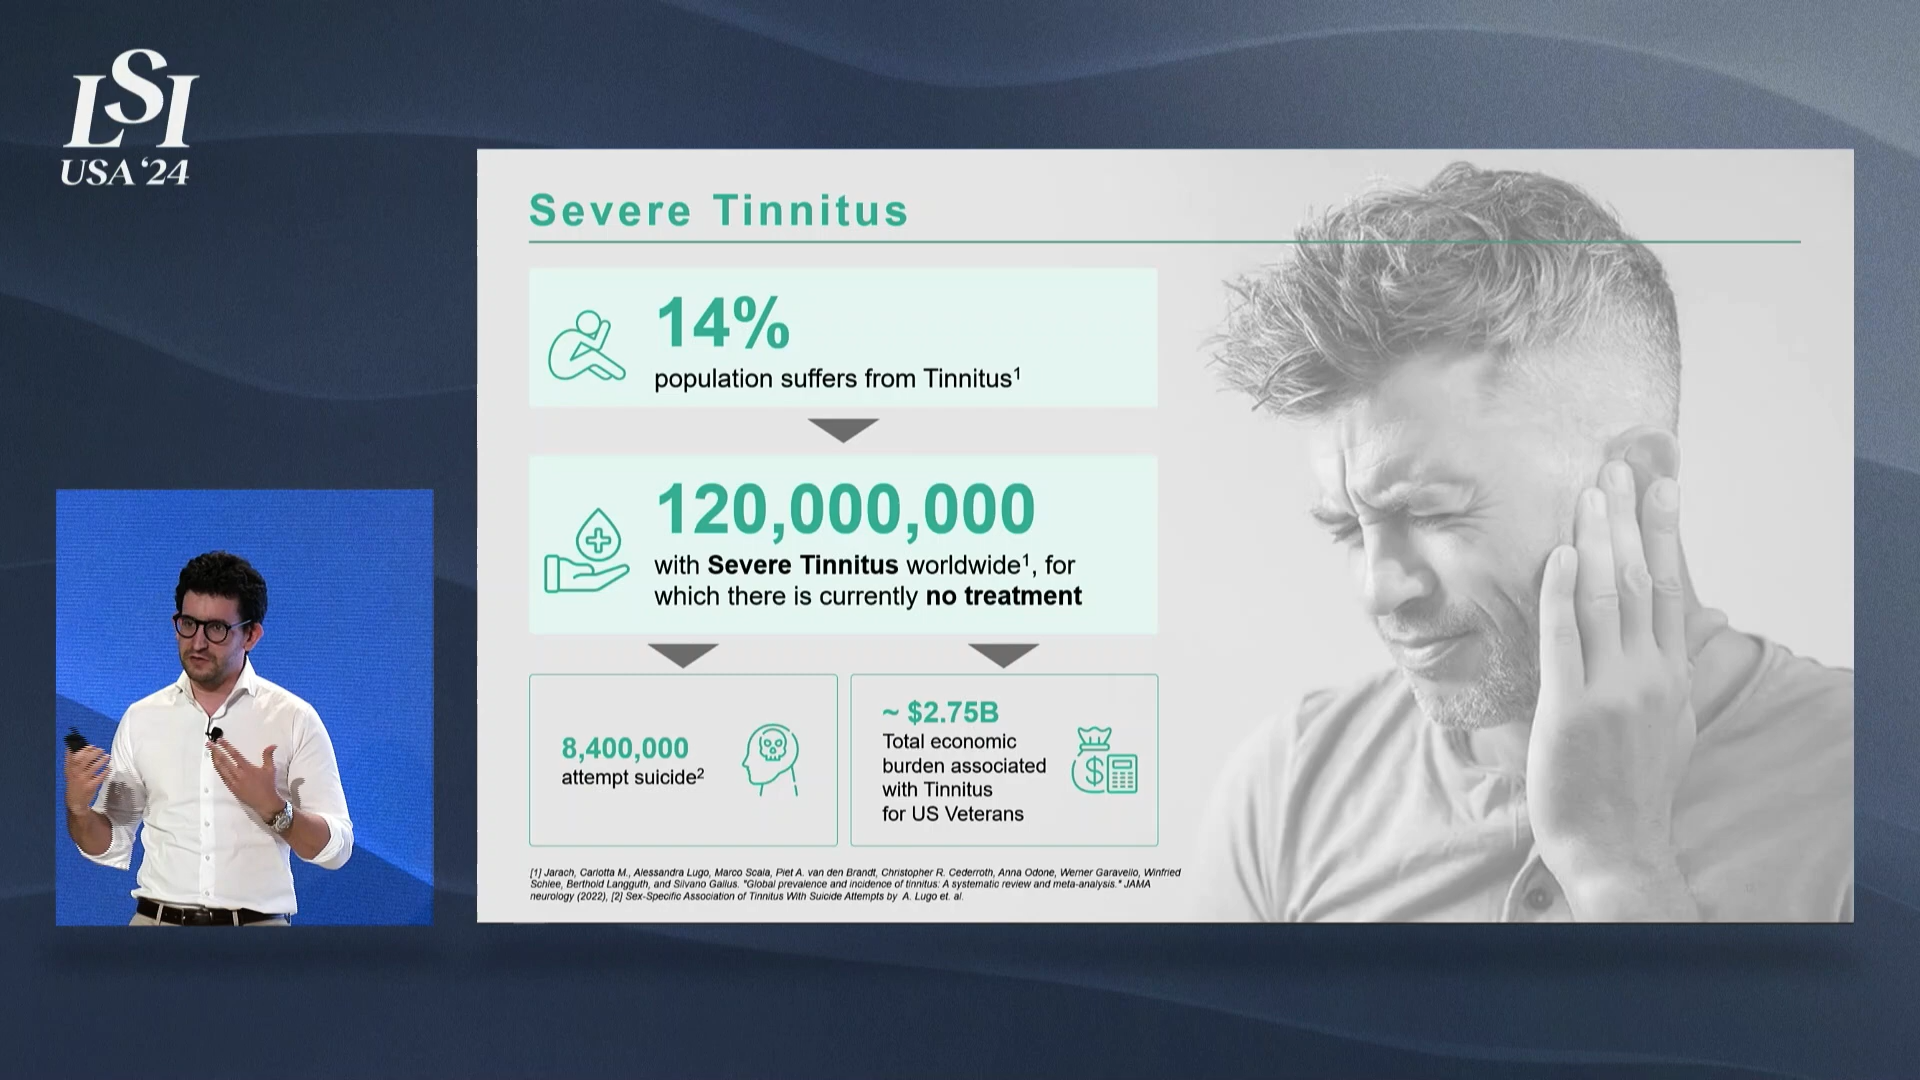 LSI
USA '24
Severe Tinnitus
14%
population suffers from Tinnitus¹
120,000,000
with Severe Tinnitus worldwide¹, for
which there is currently no treatment
8,400,000
attempt suicide²
~ $2.75B
Total economic
burden associated
with Tinnitus
for US Veterans
[1] Jarach, Carlotta M., Alessandra Lugo, Marco Scala, Piet A. van den Brandt, Christopher R. Cederroth, Anna Odone, Werner Garavello, Winfried
Schlee, Berthold Langguth, and Silvano Gallus. "Global prevalence and incidence of tinnitus: A systematic review and meta-analysis." JAMA
neurology (2022), [2] Sex-Specific Association of Tinnitus With Suicide Attempts by A. Lugo et. al.